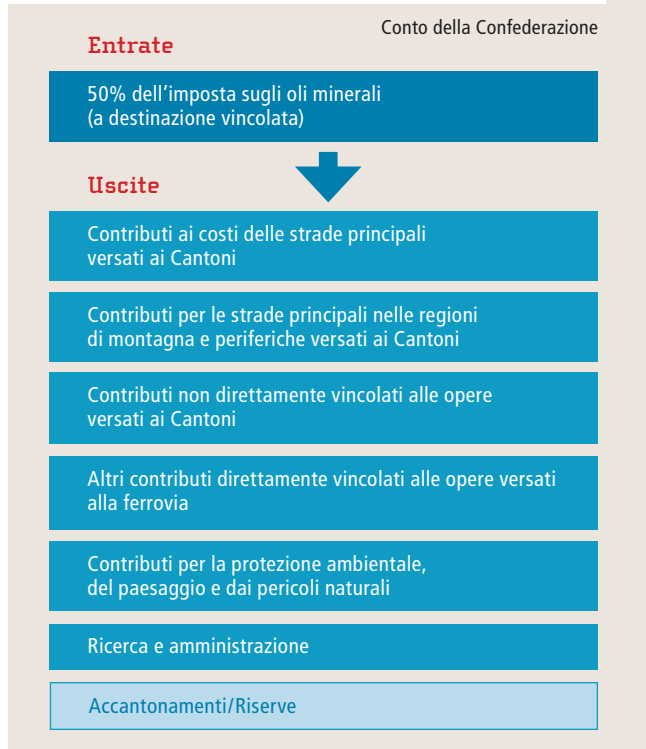 Conto della Confederazione
Entrate
50% dell'imposta sugli oli minerali
(a destinazione vincolata)
Uscite
Contributi ai costi delle strade principali
versati ai Cantoni
Contributi per le strade principali nelle regioni
di montagna e periferiche versati ai Cantoni
Contributi non direttamente vincolati alle opere
versati ai Cantoni
Altri contributi direttamente vincolati alle opere versati
alla ferrovia
Contributi per la protezione ambientale,
del paesaggio e dai pericoli naturali
Ricerca e amministrazione
Accantonamenti/Riserve